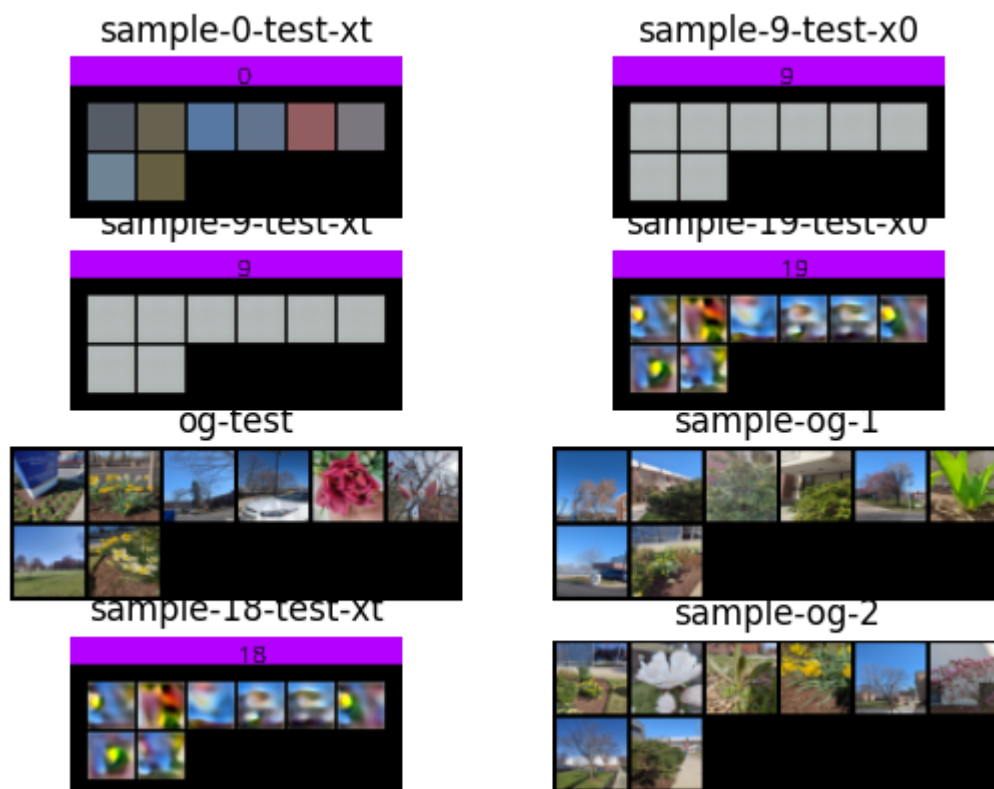 sample-0-test-xt
0
sample-9-test-x0
9
sample-9-test-xt
9
sample-19-test-x0
19
og-test
sample-og-1
sample-18-test-xt
18
sample-og-2